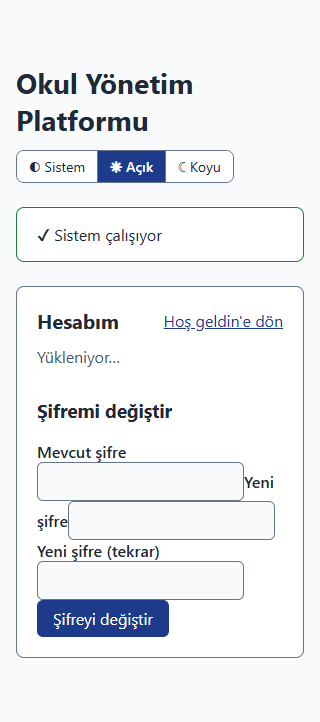 Okul Yönetim
Platformu
Sistem
Açık
Koyu
✓ Sistem çalışıyor
Hesabım
Hoş geldin'e dön
Yükleniyor...
Şifremi değiştir
Mevcut şifre
Yeni
şifre
Yeni şifre (tekrar)
Şifreyi değiştir